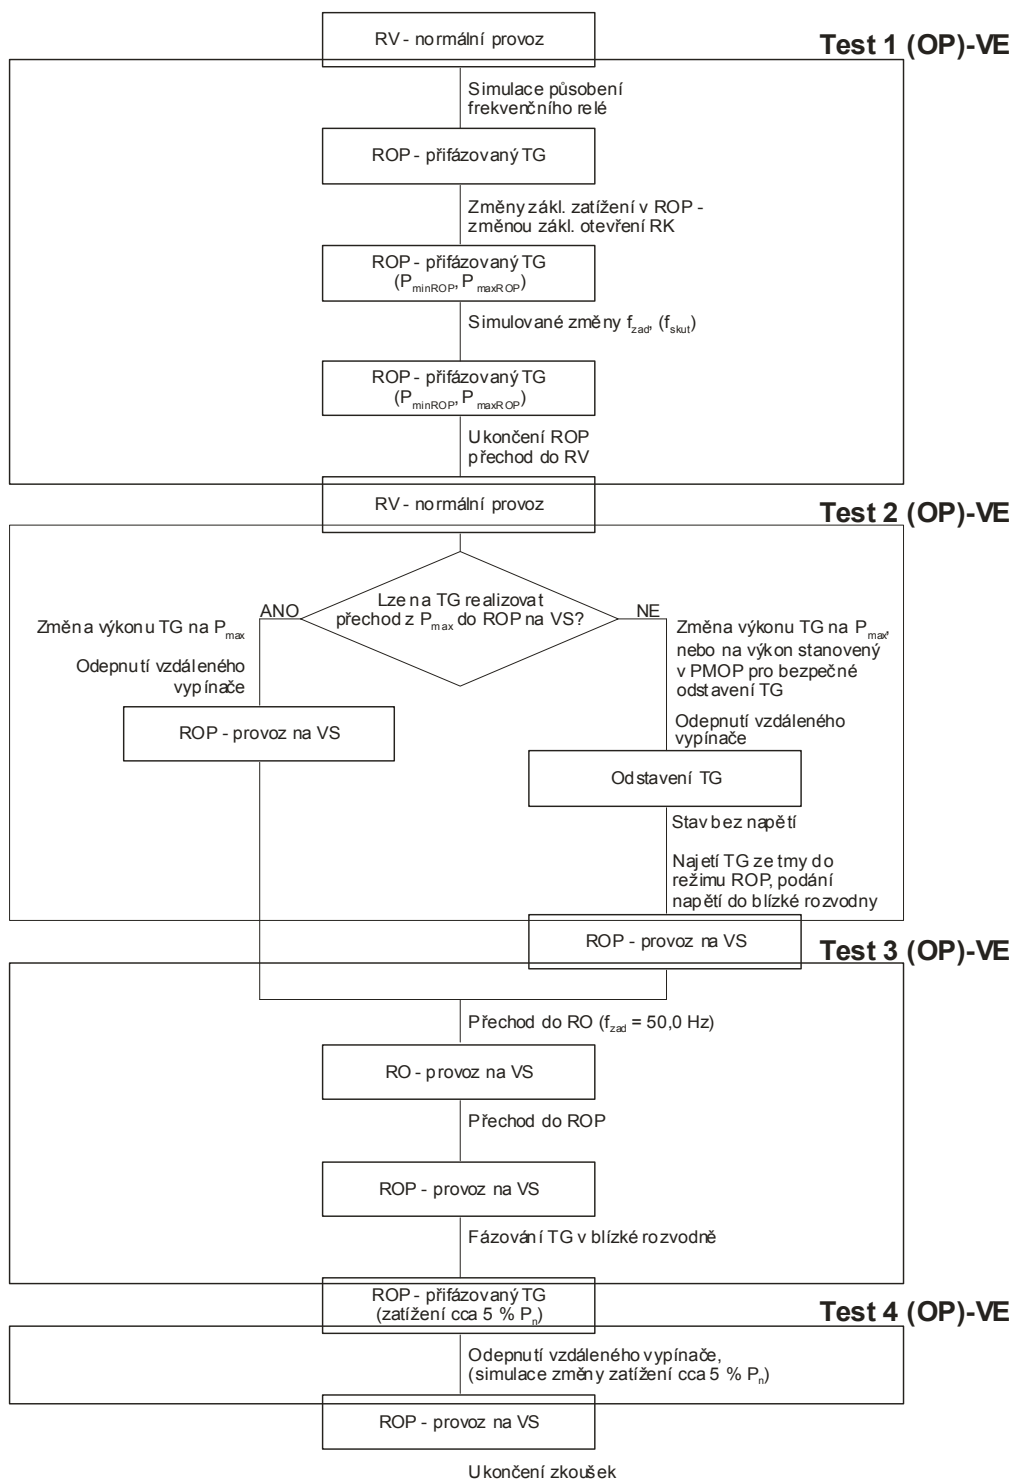 RV - normální provoz
Test 1 (OP)-VE
Simulace působení
frekvenčního relé
ROP - přifázovaný TG
Změny zákl. zatížení v ROP -
změnou zákl. otevření RK
ROP - přifázovaný TG
(PminROP, PmaxROP)
Simulované změny fzad, (fskut)
ROP - přifázovaný TG
(PminROP, PmaxROP)
Ukončení ROP
přechod do RV
RV - normální provoz
Test 2 (OP)-VE
Lze na TG realizovat
přechod z Pmax do ROP na VS?
ANO
Změna výkonu TG na Pmax
Odepnutí vzdáleného
vypínače
ROP - provoz na VS
NE
Změna výkonu TG na Pmax,
nebo na výkon stanovený
v PMOP pro bezpečné
odstavení TG
Odepnutí vzdáleného
vypínače
Odstavení TG
Stav bez napětí
Najetí TG ze tmy do
režimu ROP, podání
napětí do blízké rozvodny
ROP - provoz na VS
Test 3 (OP)-VE
Přechod do RO (fzad = 50,0 Hz)
RO - provoz na VS
Přechod do ROP
ROP - provoz na VS
Fázování TG v blízké rozvodně
ROP - přifázovaný TG
(zatížení cca 5 % Pn)
Test 4 (OP)-VE
Odepnutí vzdáleného vypínače,
(simulace změny zatížení cca 5 % Pn)
ROP - provoz na VS
Ukončení zkoušek